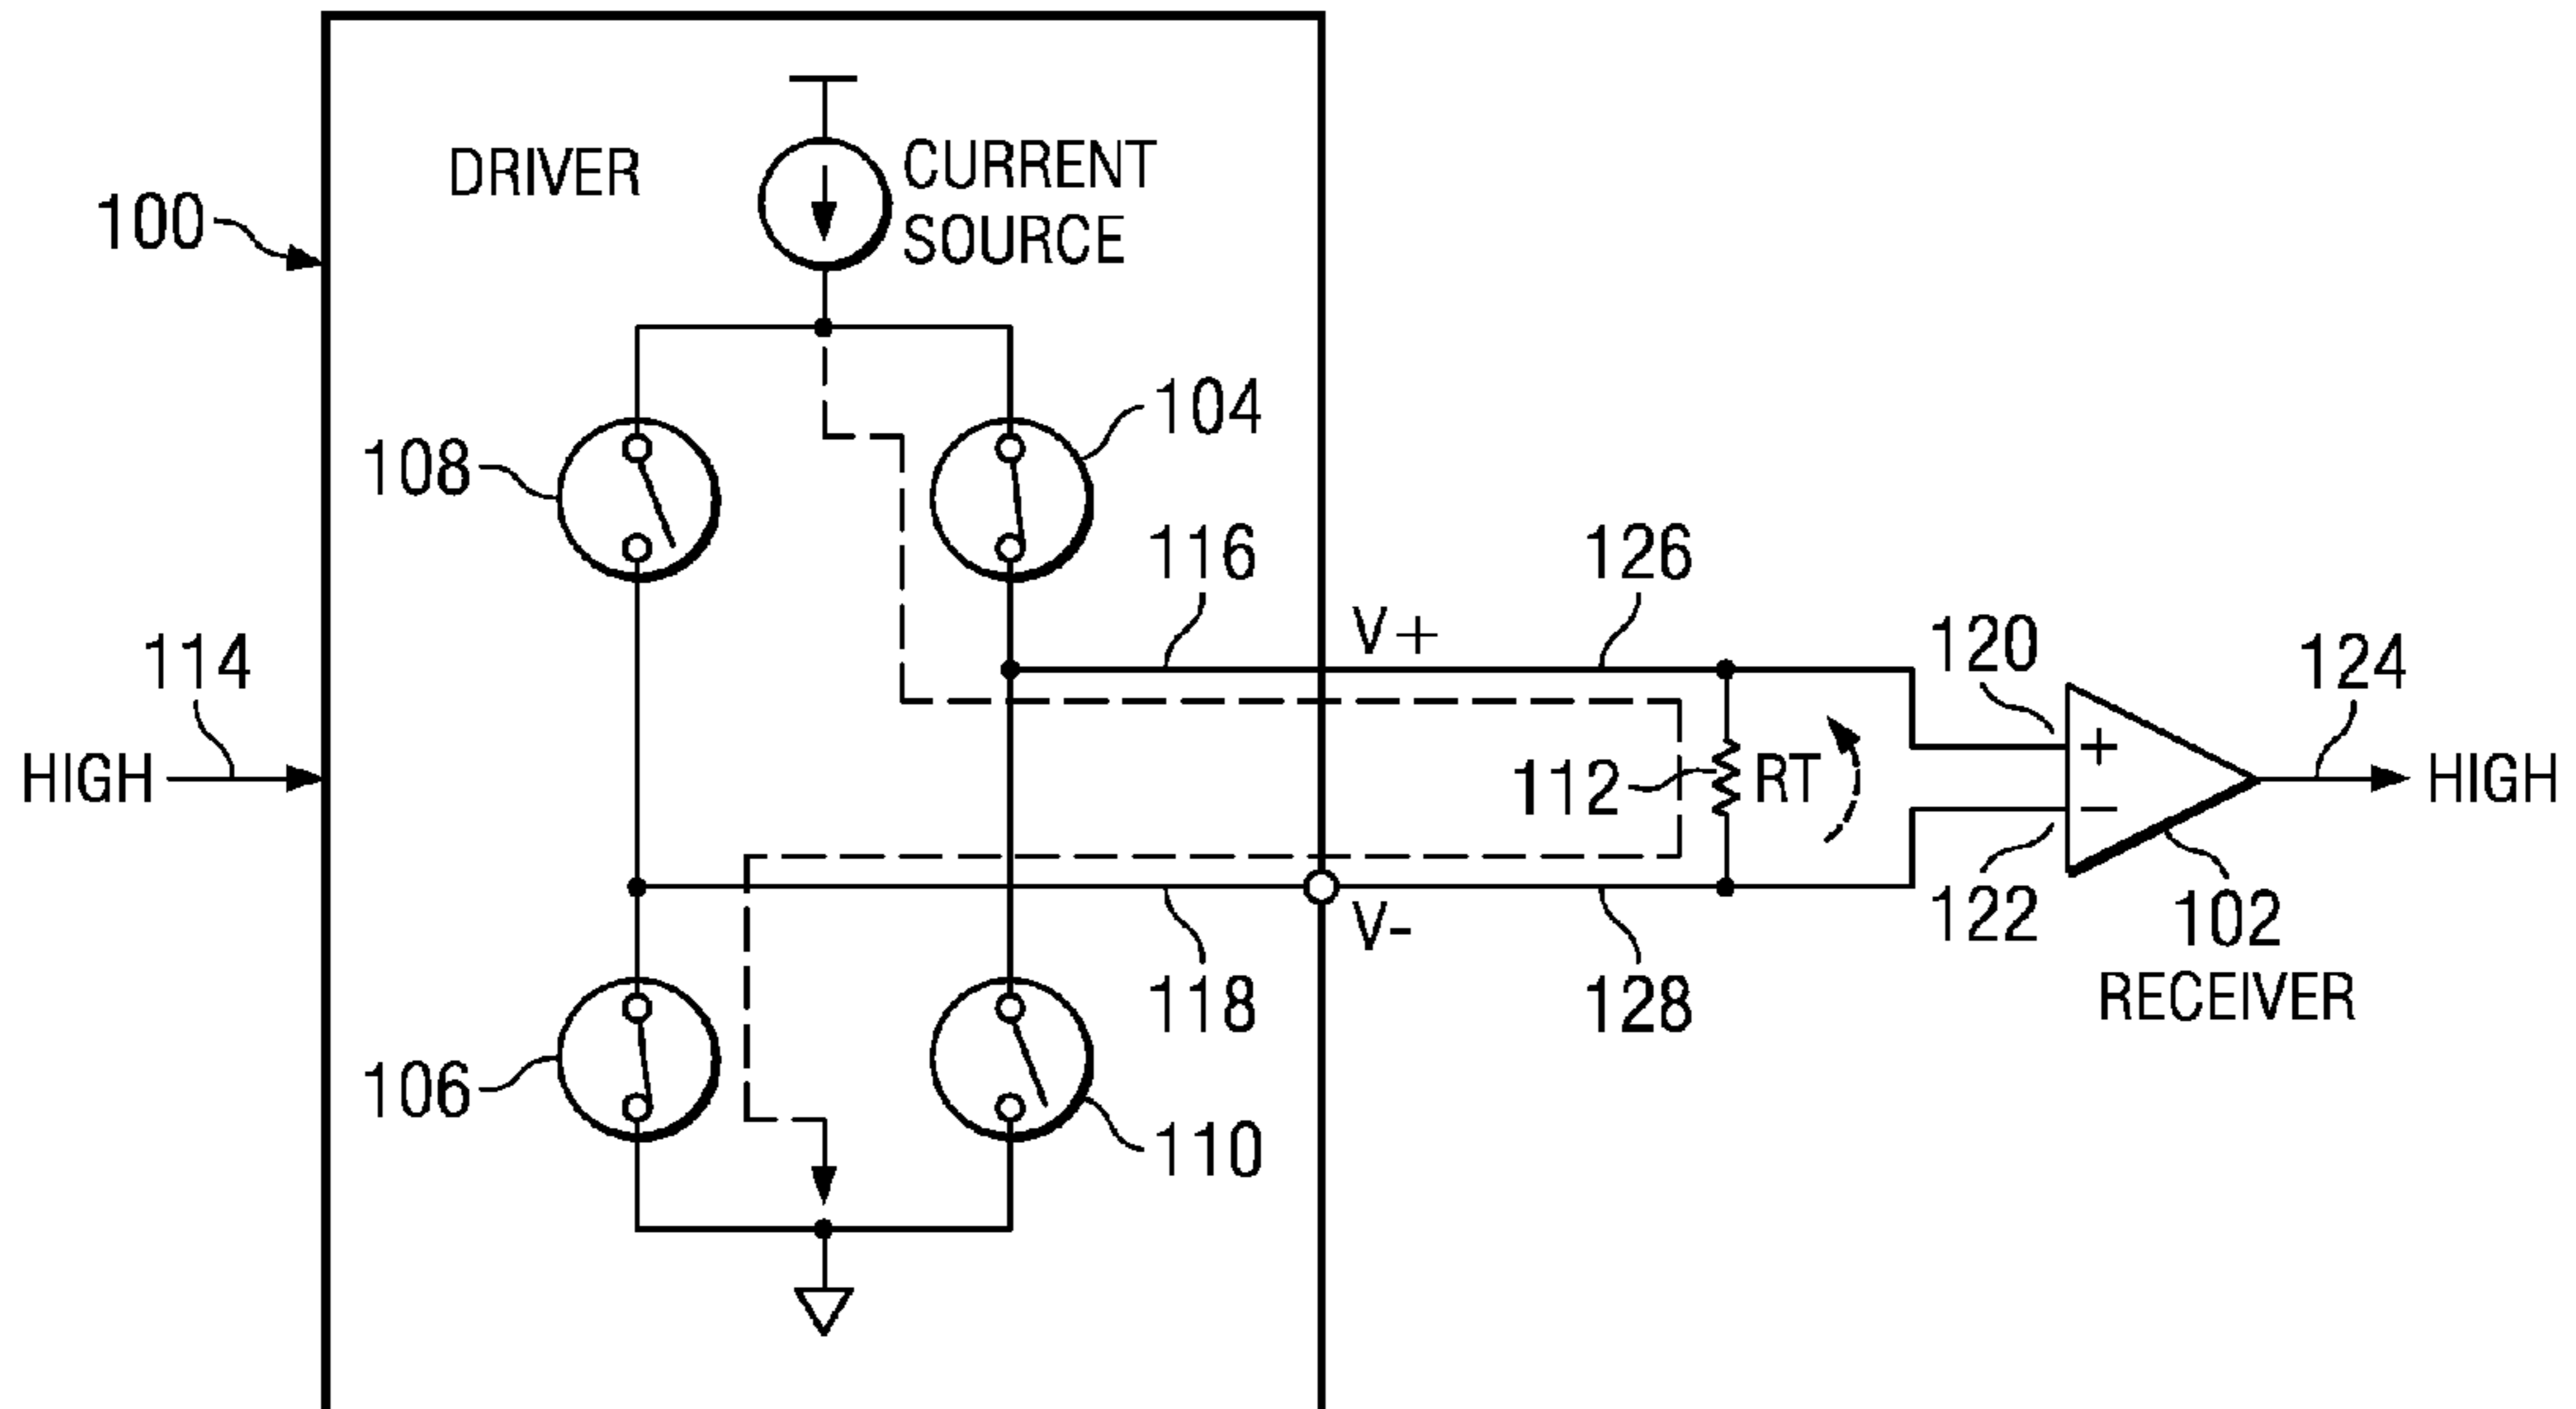 DRIVER
CURRENT
SOURCE
100
104
108
116
126
V+
120
124
114
HIGH
112
RT
+
HIGH
−
V-
122
102
RECEIVER
118
128
106
110